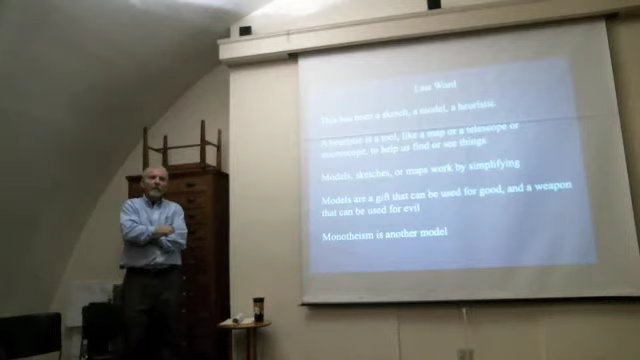 Last Word
This has been a sketch, a model, a heuristic.
A heuristic is a tool, like a map or a telescope or
microscope, to help us find or see things
Models, sketches, or maps work by simplifying
Models are a gift that can be used for good, and a weapon
that can be used for evil
Monotheism is another model